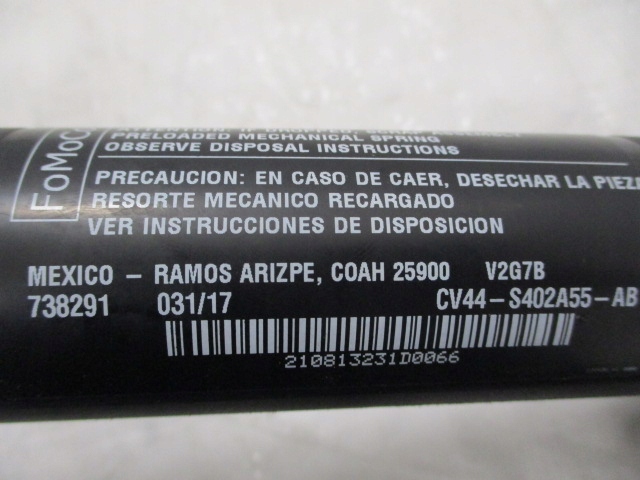 FoMoCo
PRELOADED MECHANICAL SPRING
OBSERVE DISPOSAL INSTRUCTIONS
PRECAUCION: EN CASO DE CAER, DESECHAR LA PIEZA
RESORTE MECANICO RECARGADO
VER INSTRUCCIONES DE DISPOSICION
MEXICO – RAMOS ARIZPE, COAH 25900 V2G7B
738291 031/17 CV44–S402A55–AB
210813231D0066